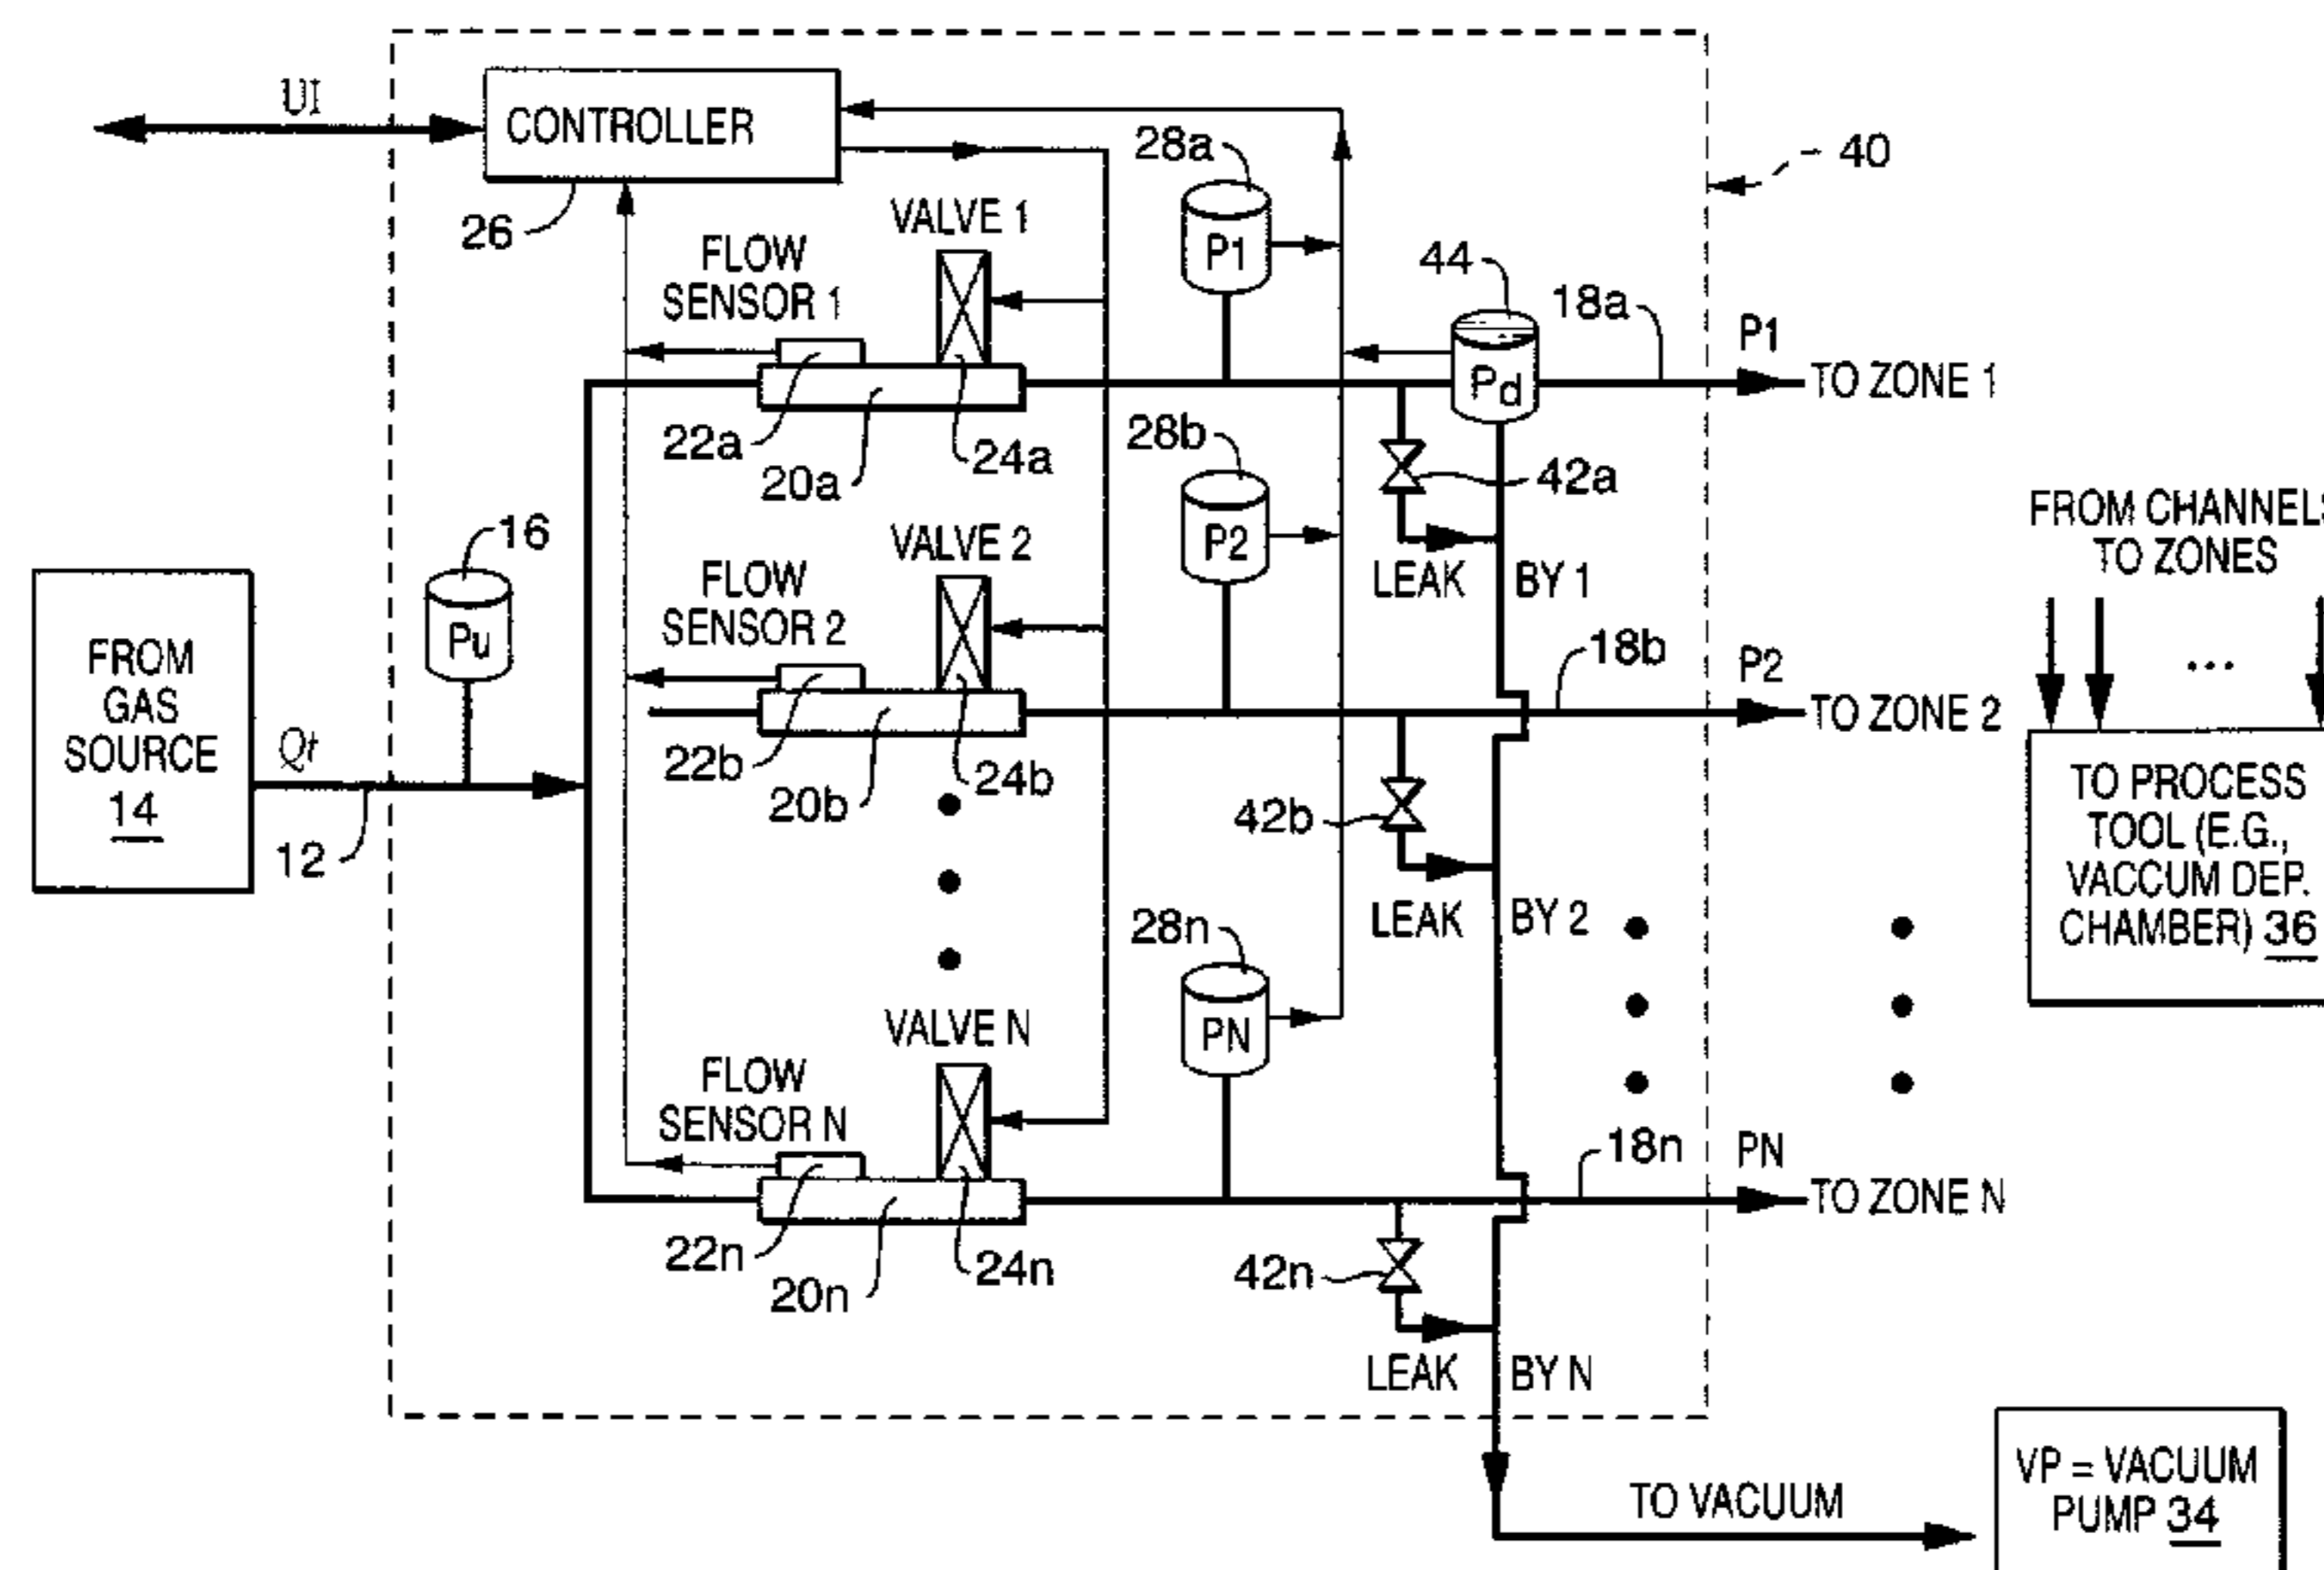 UI
CONTROLLER
26
40
28a
P1
VALVE 1
FLOW
SENSOR 1
44
Pd
18a
P1
TO ZONE 1
22a
20a
24a
42a
LEAK BY 1
28b
P2
16
Pu
VALVE 2
FLOW
SENSOR 2
18b
P2
TO ZONE 2
22b
20b
24b
42b
LEAK BY 2
FROM
GAS
SOURCE
14
Qt
12
FROM CHANNELS
TO ZONES
...
TO PROCESS
TOOL (E.G.,
VACCUM DEP.
CHAMBER) 36
28n
PN
VALVE N
FLOW
SENSOR N
18n
PN
TO ZONE N
22n
20n
24n
42n
LEAK BY N
TO VACUUM
VP = VACUUM
PUMP 34